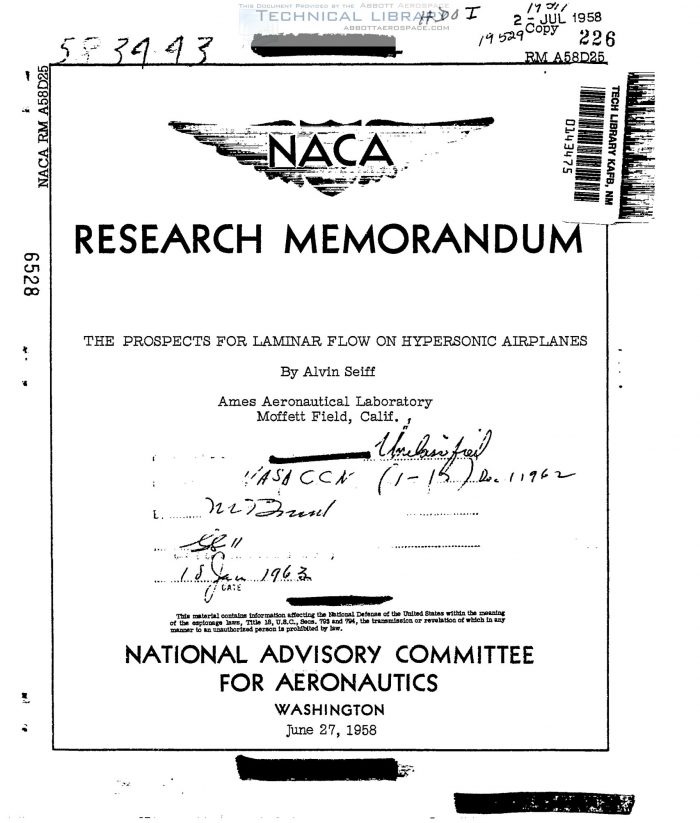 THIS DOCUMENT PROVIDED BY THE ABBOTT AEROSPACE
TECHNICAL LIBRARY
ABBOTTAEROSPACE.COM
2 - JUL 1958
19529
Copy 226
RM A58D25
NACA RM A58D25
6528
TECH LIBRARY KAFB, NM
0143475
NACA
RESEARCH MEMORANDUM
THE PROSPECTS FOR LAMINAR FLOW ON HYPERSONIC AIRPLANES
By Alvin Seiff
Ames Aeronautical Laboratory
Moffett Field, Calif.
Unclassified
NASA CCN
18 Jan 1963
DATE
This material contains information affecting the National Defense of the United States within the meaning
of the espionage laws, Title 18, U.S.C., Secs. 793 and 794, the transmission or revelation of which in any
manner to an unauthorized person is prohibited by law.
NATIONAL ADVISORY COMMITTEE
FOR AERONAUTICS
WASHINGTON
June 27, 1958